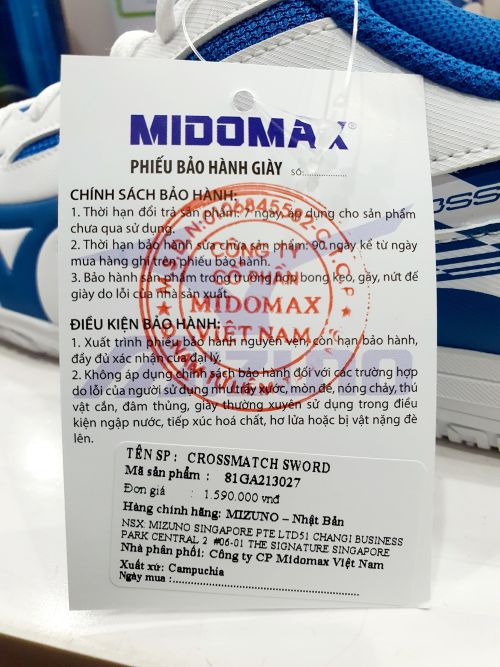 MIDOMAX®
PHIẾU BẢO HÀNH GIÀY SỐ:
CHÍNH SÁCH BẢO HÀNH:
1. Thời hạn đổi trả sản phẩm: 7 ngày, áp dụng cho sản phẩm
chưa qua sử dụng.
2. Thời hạn bảo hành sửa chữa sản phẩm: 90 ngày kể từ ngày
mua hàng ghi trên phiếu bảo hành.
3. Bảo hành sản phẩm trong trường hợp bong keo, gãy, nứt đế
giày do lỗi của nhà sản xuất.
CÔNG TY
CỔ PHẦN
MIDOMAX
VIỆT NAM
ĐIỀU KIỆN BẢO HÀNH:
1. Xuất trình phiếu bảo hành nguyên vẹn, còn hạn bảo hành,
đầy đủ xác nhận của đại lý.
2. Không áp dụng chính sách bảo hành đối với các trường hợp
do lỗi của người sử dụng như trầy xước, mòn đế, nóng chảy, thú
vật cắn, đâm thủng, giày thường xuyên sử dụng trong điều
kiện ngập nước, tiếp xúc hoá chất, hơ lửa hoặc bị vật nặng đè
lên.
MIZUNO
TÊN SP : CROSSMATCH SWORD
Mã sản phẩm : 81GA213027
Đơn giá : 1.590.000 vnđ
Hàng chính hãng: MIZUNO – Nhật Bản
NSX: MIZUNO SINGAPORE PTE LTD51 CHANGI BUSINESS
PARK CENTRAL 2 #06-01 THE SIGNATURE SINGAPORE
Nhà phân phối: Công ty CP Midomax Việt Nam
Xuất xứ: Campuchia
Ngày mua :